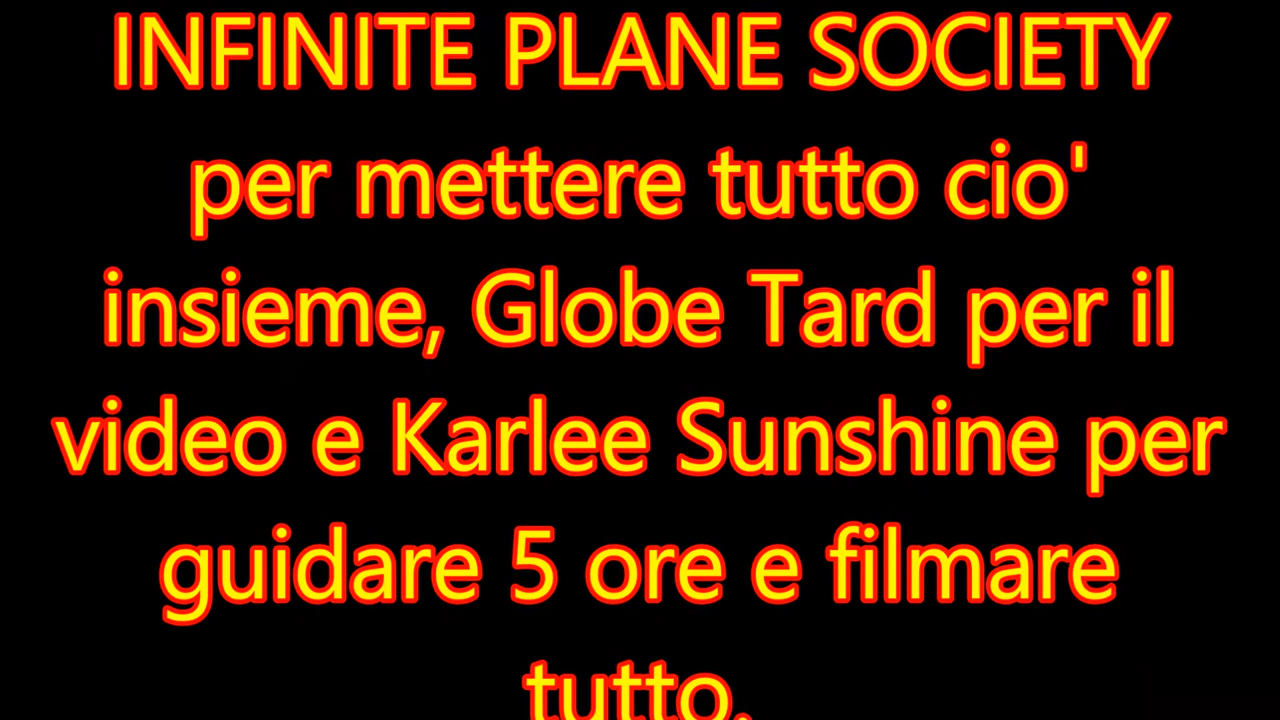 INFINITE PLANE SOCIETY
per mettere tutto cio'
insieme, Globe Tard per il
video e Karlee Sunshine per
guidare 5 ore e filmare
tutto.